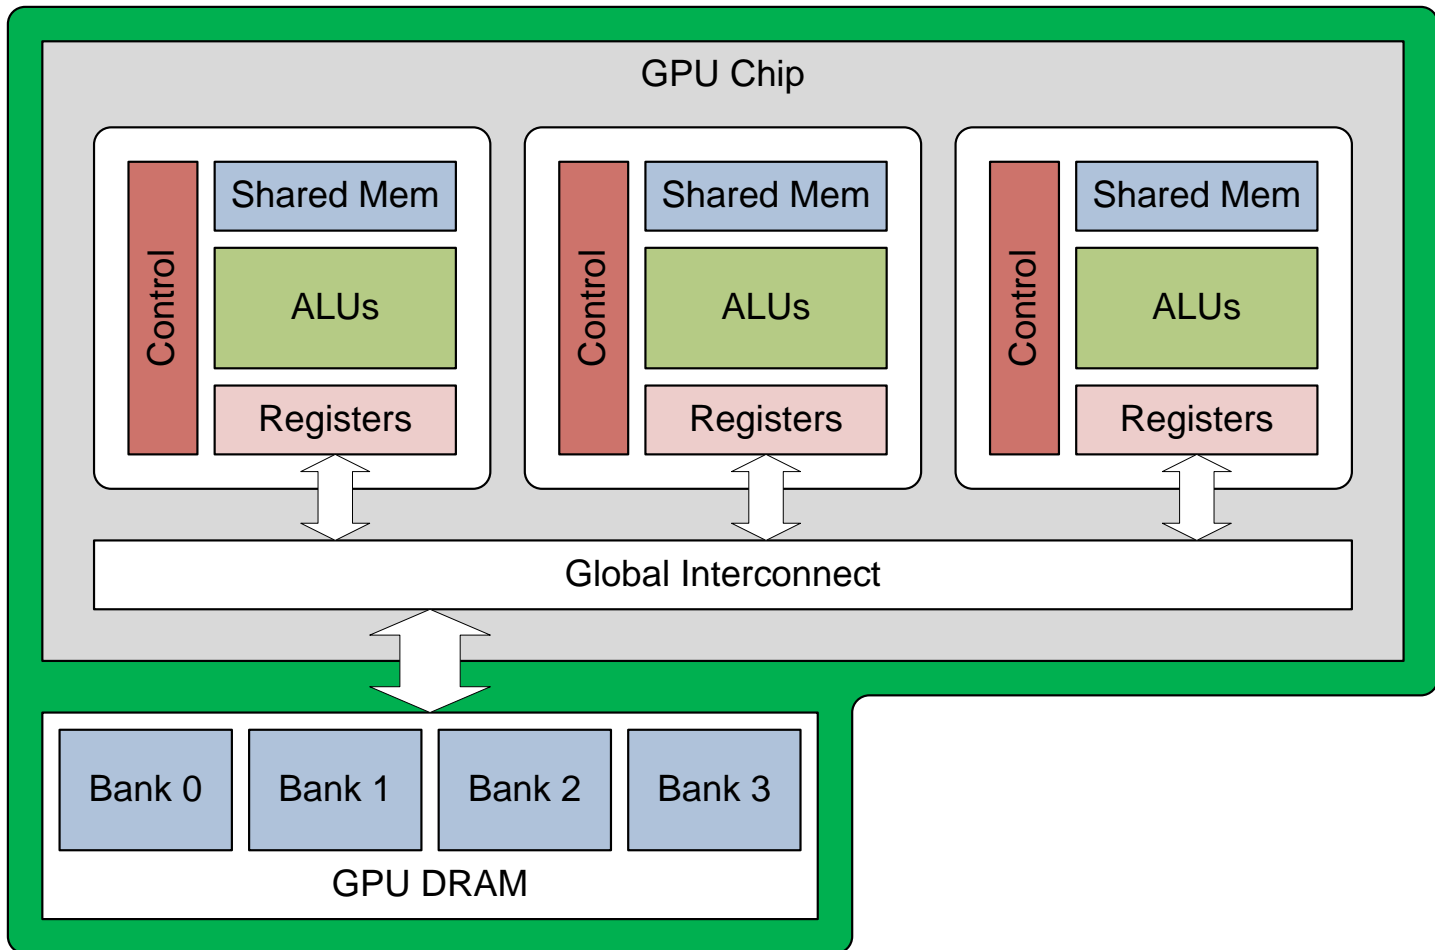 GPU Chip
Control
Shared Mem
ALUs
Registers
Control
Shared Mem
ALUs
Registers
Control
Shared Mem
ALUs
Registers
Global Interconnect
Bank 0
Bank 1
Bank 2
Bank 3
GPU DRAM